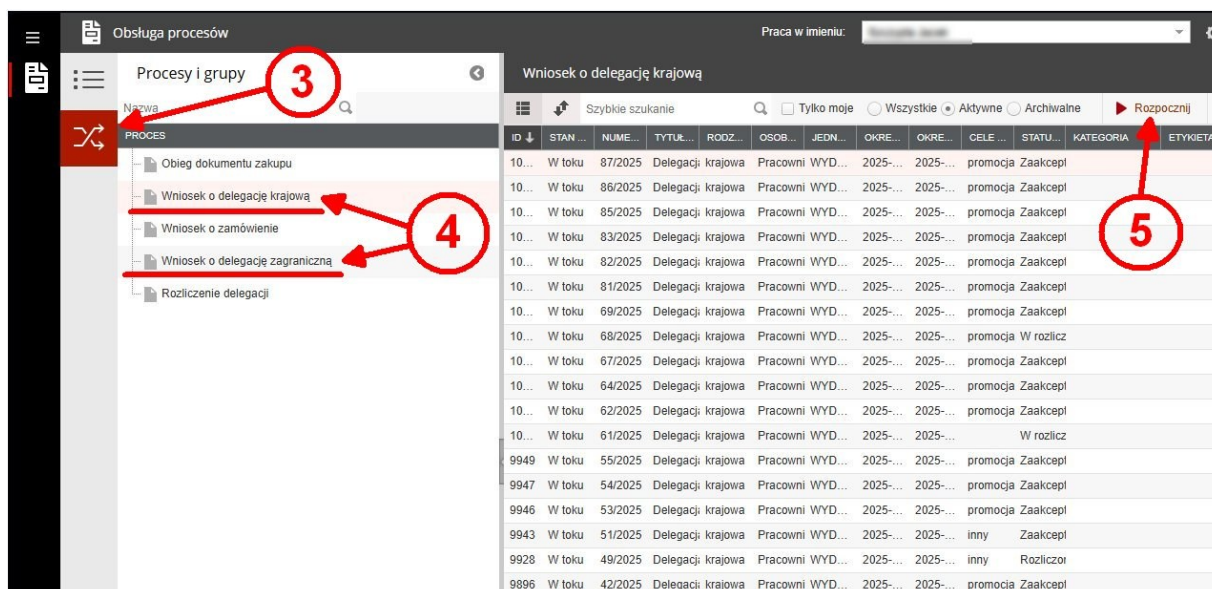 Obsługa procesów Praca w imieniu:
Procesy i grupy
3
Nazwa
PROCES
Obieg dokumentu zakupu
Wniosek o delegację krajową
Wniosek o zamówienie
Wniosek o delegację zagraniczną
Rozliczenie delegacji
4
Wniosek o delegację krajową
Szybkie szukanie Tylko moje Wszystkie Aktywne Archiwalne Rozpocznij
5
ID STAN ... NUME... TYTUŁ... RODZ... OSOB... JEDN... OKRE... OKRE... CELE ... STATU... KATEGORIA ETYKIETA
10... W toku 87/2025 Delegacj krajowa Pracowni WYD... 2025-... 2025-... promocja Zaakcept
10... W toku 86/2025 Delegacj krajowa Pracowni WYD... 2025-... 2025-... promocja Zaakcept
10... W toku 85/2025 Delegacj krajowa Pracowni WYD... 2025-... 2025-... promocja Zaakcept
10... W toku 83/2025 Delegacj krajowa Pracowni WYD... 2025-... 2025-... promocja Zaakcept
10... W toku 82/2025 Delegacj krajowa Pracowni WYD... 2025-... 2025-... promocja Zaakcept
10... W toku 81/2025 Delegacj krajowa Pracowni WYD... 2025-... 2025-... promocja Zaakcept
10... W toku 69/2025 Delegacj krajowa Pracowni WYD... 2025-... 2025-... promocja Zaakcept
10... W toku 68/2025 Delegacj krajowa Pracowni WYD... 2025-... 2025-... promocja W rozlicz
10... W toku 67/2025 Delegacj krajowa Pracowni WYD... 2025-... 2025-... promocja Zaakcept
10... W toku 64/2025 Delegacj krajowa Pracowni WYD... 2025-... 2025-... promocja Zaakcept
10... W toku 62/2025 Delegacj krajowa Pracowni WYD... 2025-... 2025-... promocja Zaakcept
10... W toku 61/2025 Delegacj krajowa Pracowni WYD... 2025-... 2025-... W rozlicz
9949 W toku 55/2025 Delegacj krajowa Pracowni WYD... 2025-... 2025-... promocja Zaakcept
9947 W toku 54/2025 Delegacj krajowa Pracowni WYD... 2025-... 2025-... promocja Zaakcept
9946 W toku 53/2025 Delegacj krajowa Pracowni WYD... 2025-... 2025-... promocja Zaakcept
9943 W toku 51/2025 Delegacj krajowa Pracowni WYD... 2025-... 2025-... inny Zaakcept
9928 W toku 49/2025 Delegacj krajowa Pracowni WYD... 2025-... 2025-... inny Rozliczon
9896 W toku 42/2025 Delegacj krajowa Pracowni WYD... 2025-... 2025-... promocja Zaakcept